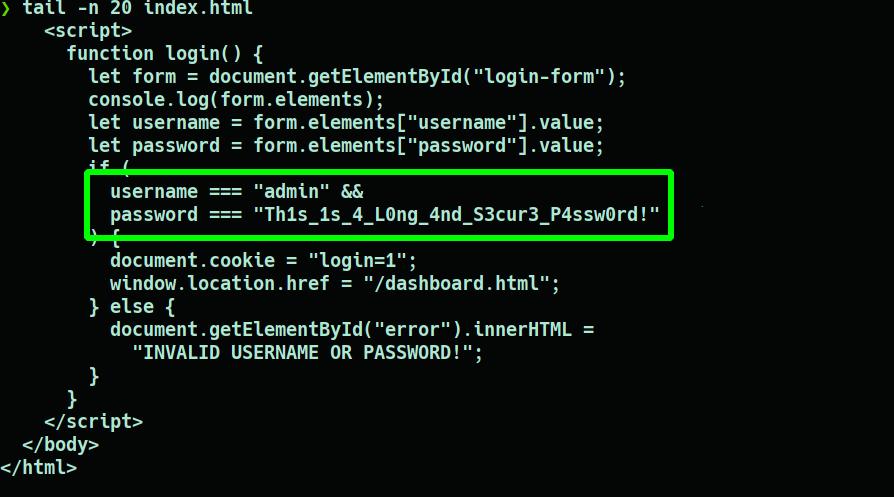 ❯ tail -n 20 index.html
<script>
function login() {
let form = document.getElementById("login-form");
console.log(form.elements);
let username = form.elements["username"].value;
let password = form.elements["password"].value;
if (
username === "admin" &&
password === "Th1s_1s_4_L0ng_4nd_S3cur3_P4ssw0rd!"
) {
document.cookie = "login=1";
window.location.href = "/dashboard.html";
} else {
document.getElementById("error").innerHTML =
"INVALID USERNAME OR PASSWORD!";
}
}
</script>
</body>
</html>